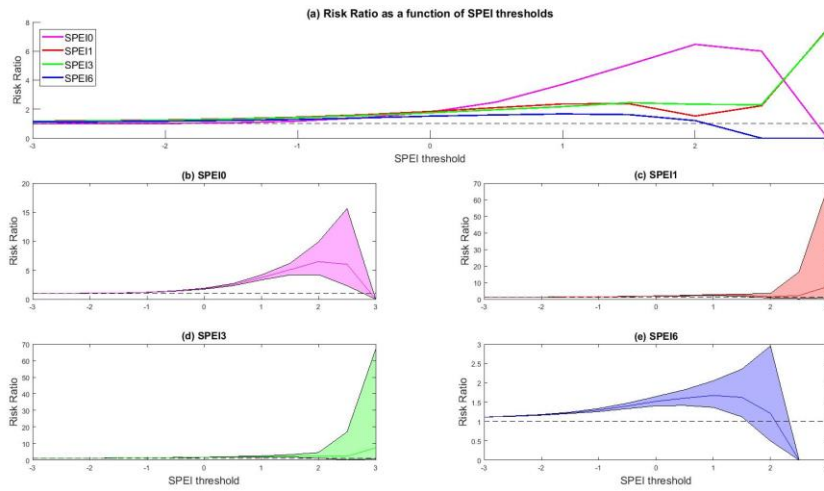 (a) Risk Ratio as a function of SPEI thresholds
8
6
4
2
0
Risk Ratio
SPEI0
SPEI1
SPEI3
SPEI6
-3 -2 -1 0 1 2
SPEI threshold
(b) SPEI0
20
15
10
5
0
Risk Ratio
-3 -2 -1 0 1 2 3
(c) SPEI1
70
60
50
40
30
20
10
0
Risk Ratio
-3 -2 -1 0 1 2
(d) SPEI3
70
60
50
40
30
20
10
0
Risk Ratio
-3 -2 -1 0 1 2 3
SPEI threshold
(e) SPEI6
3
2.5
2
1.5
1
0.5
0
Risk Ratio
-3 -2 -1 0 1 2
SPEI threshold